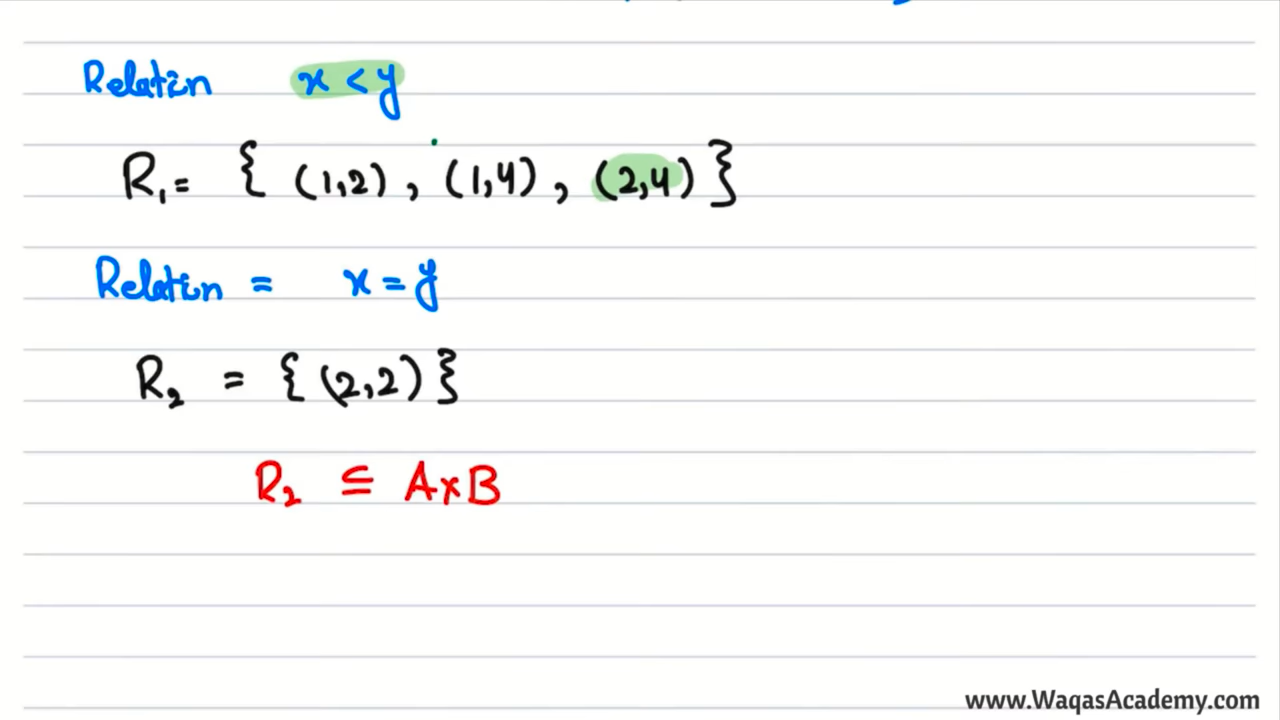 Relation x < y
R₁ = { (1,2) , (1,4) , (2,4) }
Relation = x = y
R₂ = { (2,2) }
R₂ ⊆ A×B
www.WaqasAcademy.com